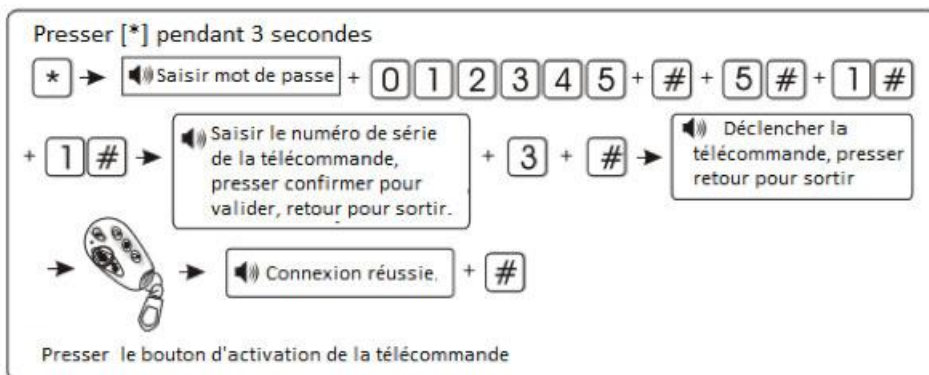 Presser [*] pendant 3 secondes
* Saisir mot de passe + 0 1 2 3 4 5 + # + 5 # + 1 #
+ 1 # Saisir le numéro de série
de la télécommande,
presser confirmer pour
valider, retour pour sortir.
+ 3 + # Déclencher la
télécommande, presser
retour pour sortir
Connexion réussie. + #
Presser le bouton d'activation de la télécommande